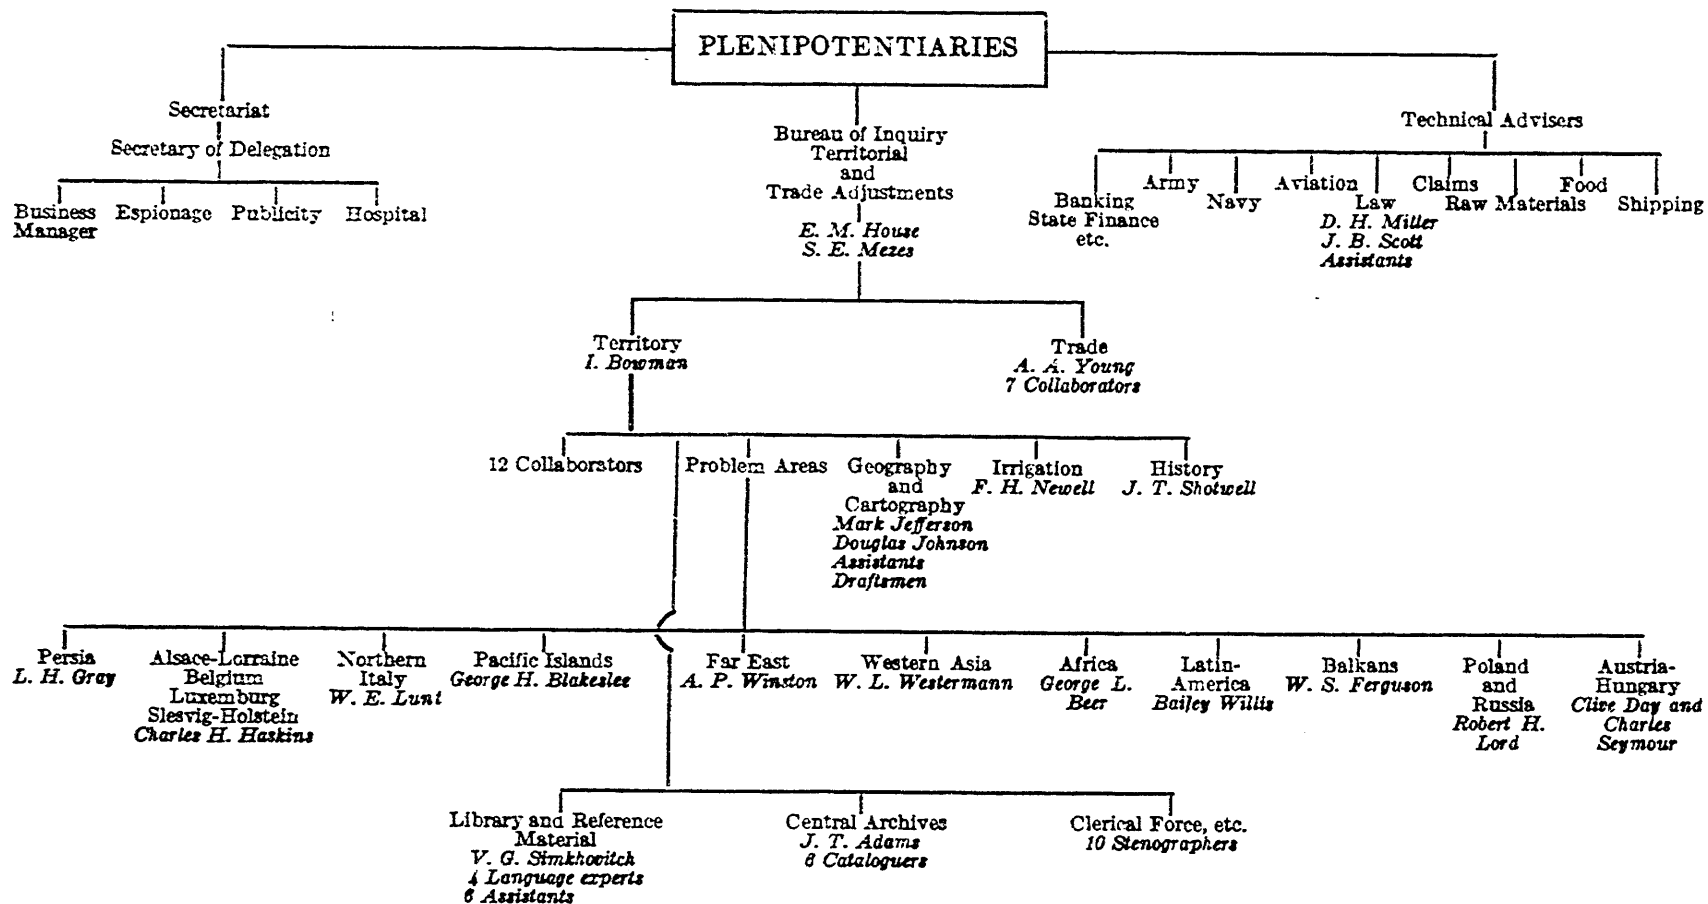 PLENIPOTENTIARIES
Secretariat
Secretary of Delegation
Business
Manager
Espionage
Publicity
Hospital
Bureau of Inquiry
Territorial
and
Trade Adjustments
E. M. House
S. E. Mezes
Technical Advisers
Banking
State Finance
etc.
Army
Navy
Aviation
Law
D. H. Miller
J. B. Scott
Assistants
Claims
Raw Materials
Food
Shipping
Territory
I. Bowman
Trade
A. A. Young
7 Collaborators
12 Collaborators
Problem Areas
Geography
and
Cartography
Mark Jefferson
Douglas Johnson
Assistants
Draftsmen
Irrigation
F. H. Newell
History
J. T. Shotwell
Persia
L. H. Gray
Alsace-Lorraine
Belgium
Luxemburg
Slesvig-Holstein
Charles H. Haskins
Northern
Italy
W. E. Lunt
Pacific Islands
George H. Blakeslee
Far East
A. P. Winston
Western Asia
W. L. Westermann
Africa
George L.
Beer
Latin-
America
Bailey Willis
Balkans
W. S. Ferguson
Poland
and
Russia
Robert H.
Lord
Austria-
Hungary
Clive Day and
Charles
Seymour
Library and Reference
Material
V. G. Simkhovitch
4 Language experts
6 Assistants
Central Archives
J. T. Adams
6 Cataloguers
Clerical Force, etc.
10 Stenographers